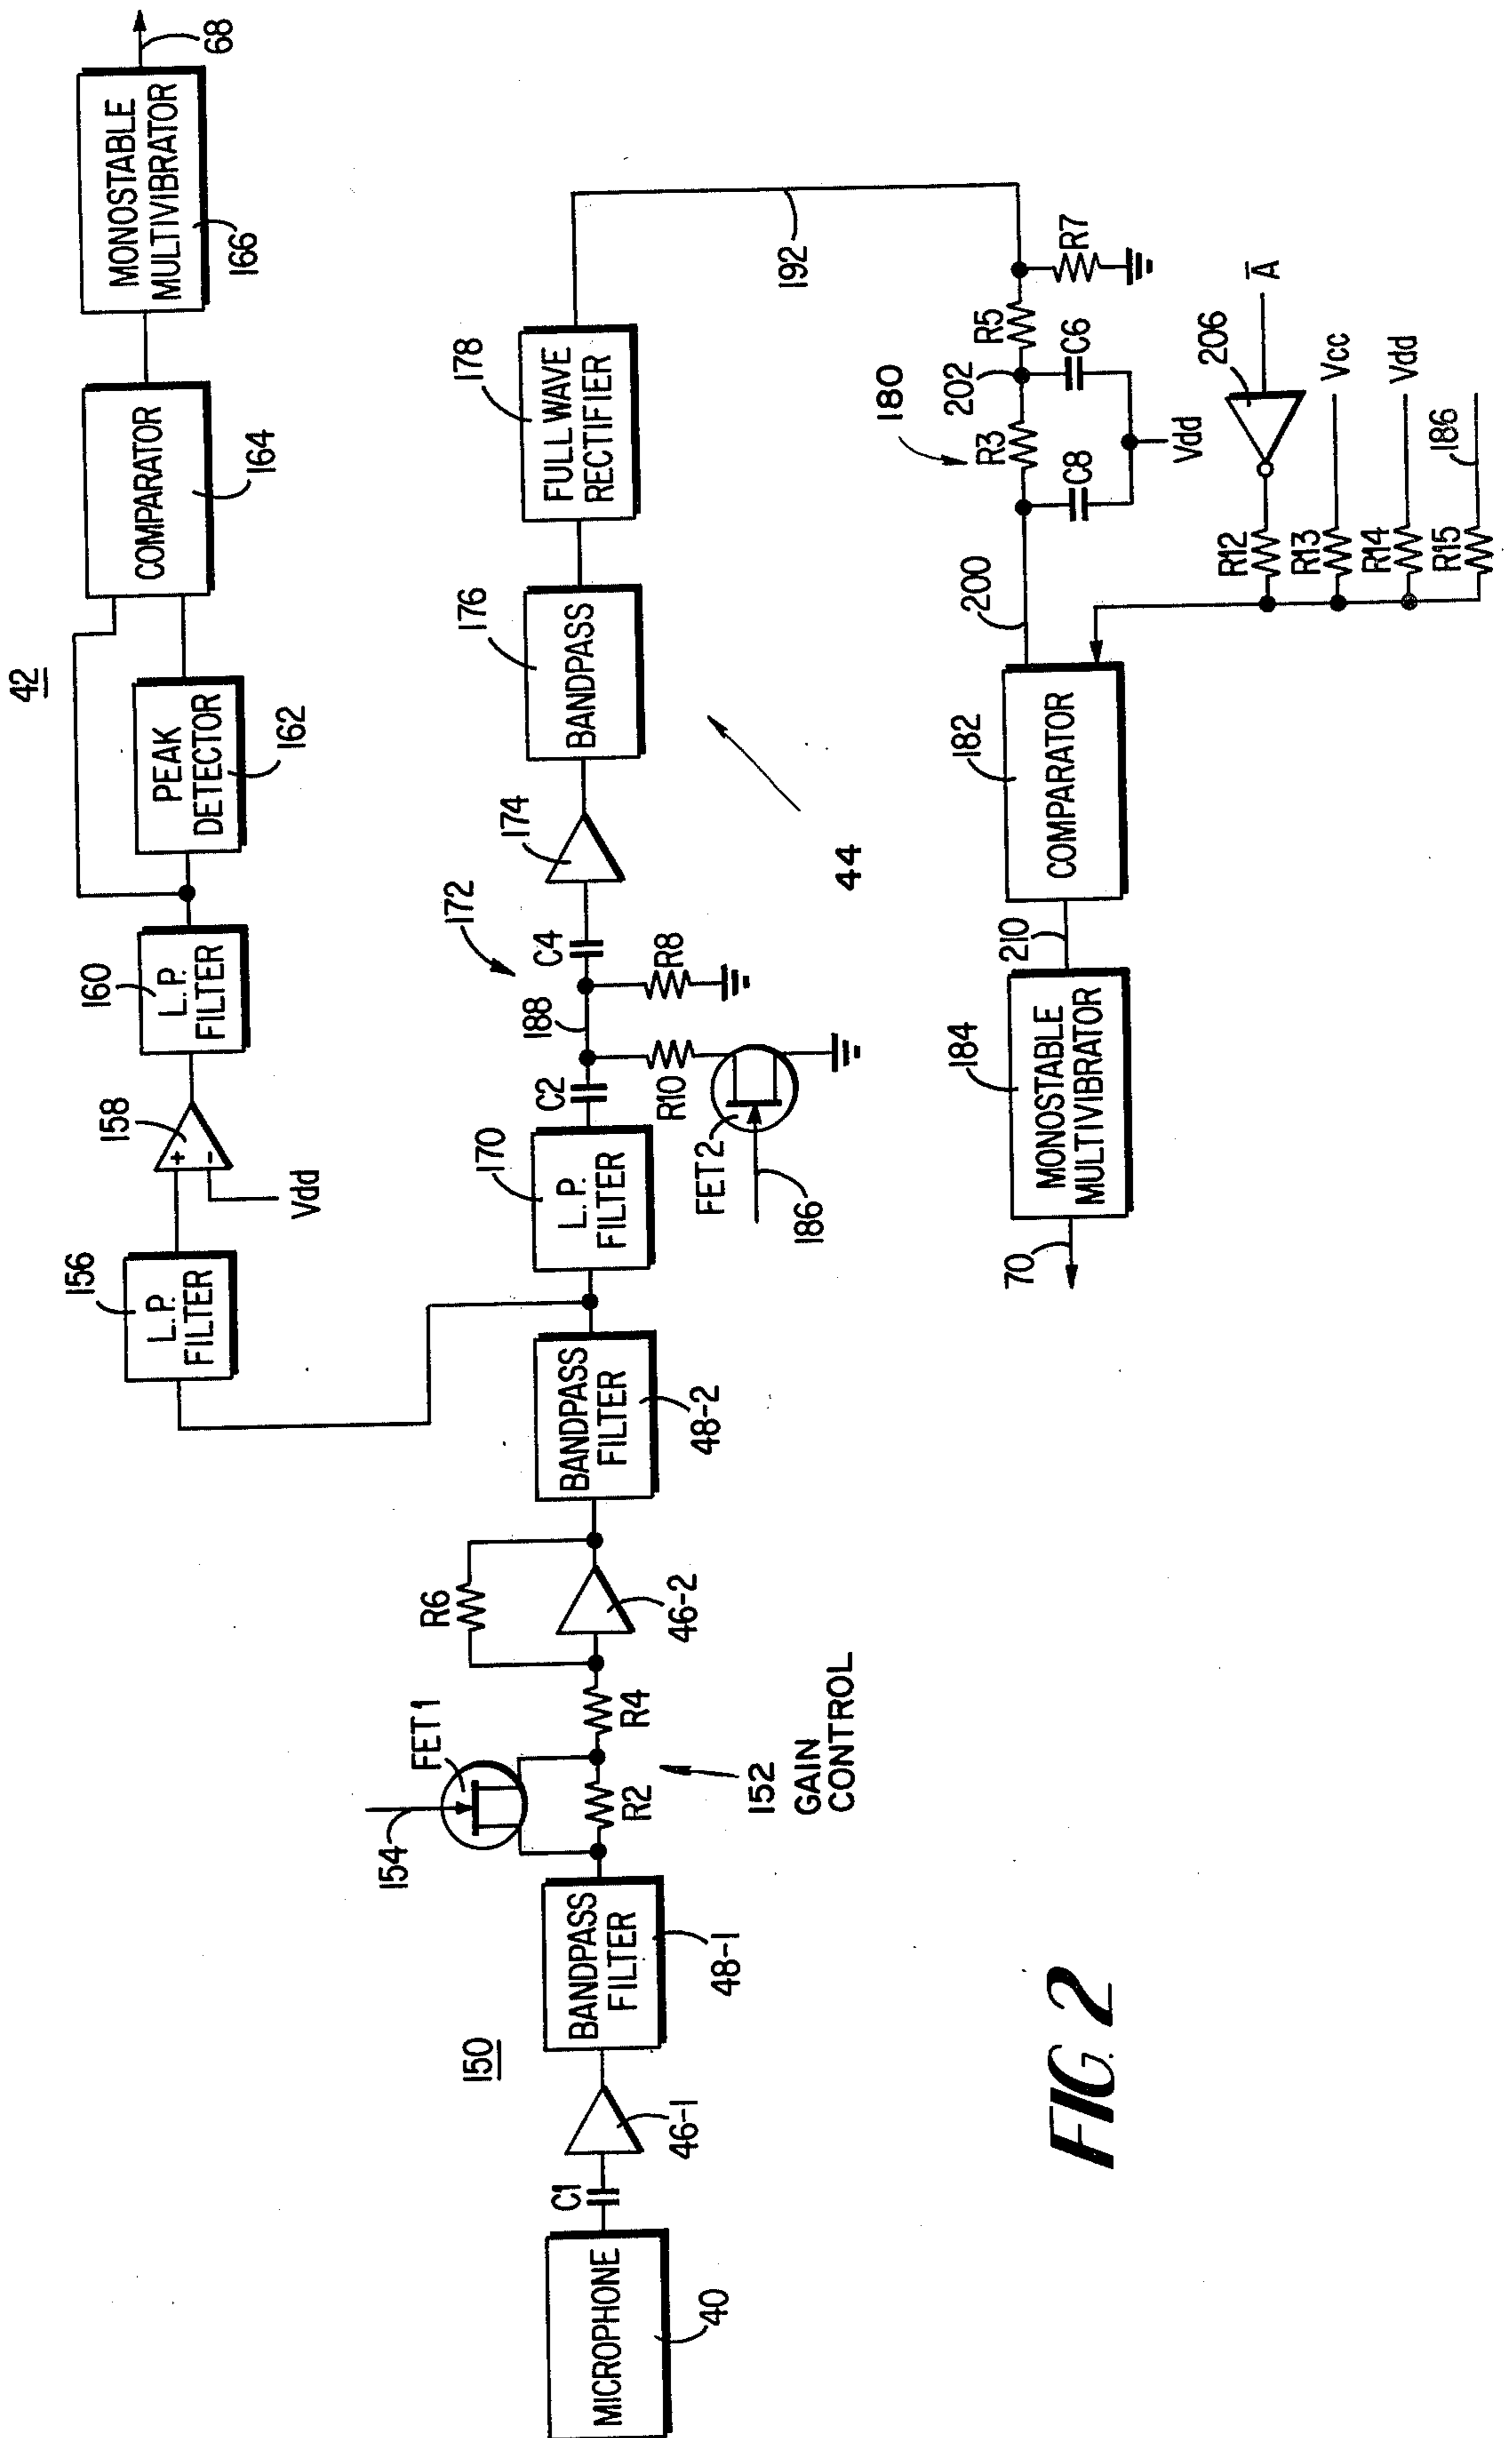 42
156
L.P.
FILTER
158
+
-
Vdd
160
L.P.
FILTER
PEAK
DETECTOR
162
COMPARATOR
164
MONOSTABLE
MULTIVIBRATOR
166
68
150
MICROPHONE
40
C1
46-1
BANDPASS
FILTER
48-1
154
FET1
R2
R4
152
GAIN
CONTROL
R6
46-2
BANDPASS
FILTER
48-2
170
L.P.
FILTER
172
C2
188
C4
R10
R8
FET2
186
174
176
BANDPASS
44
178
FULL WAVE
RECTIFIER
192
180
R3
R5
R7
202
C8
C6
Vdd
200
182
COMPARATOR
210
184
MONOSTABLE
MULTIVIBRATOR
70
206
A̅
R12
R13
Vcc
R14
Vdd
R15
186
FIG. 2